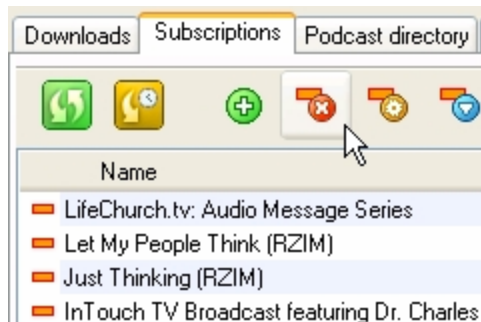 Downloads Subscriptions Podcast directory
Name
LifeChurch.tv: Audio Message Series
Let My People Think (RZIM)
Just Thinking (RZIM)
InTouch TV Broadcast featuring Dr. Charles